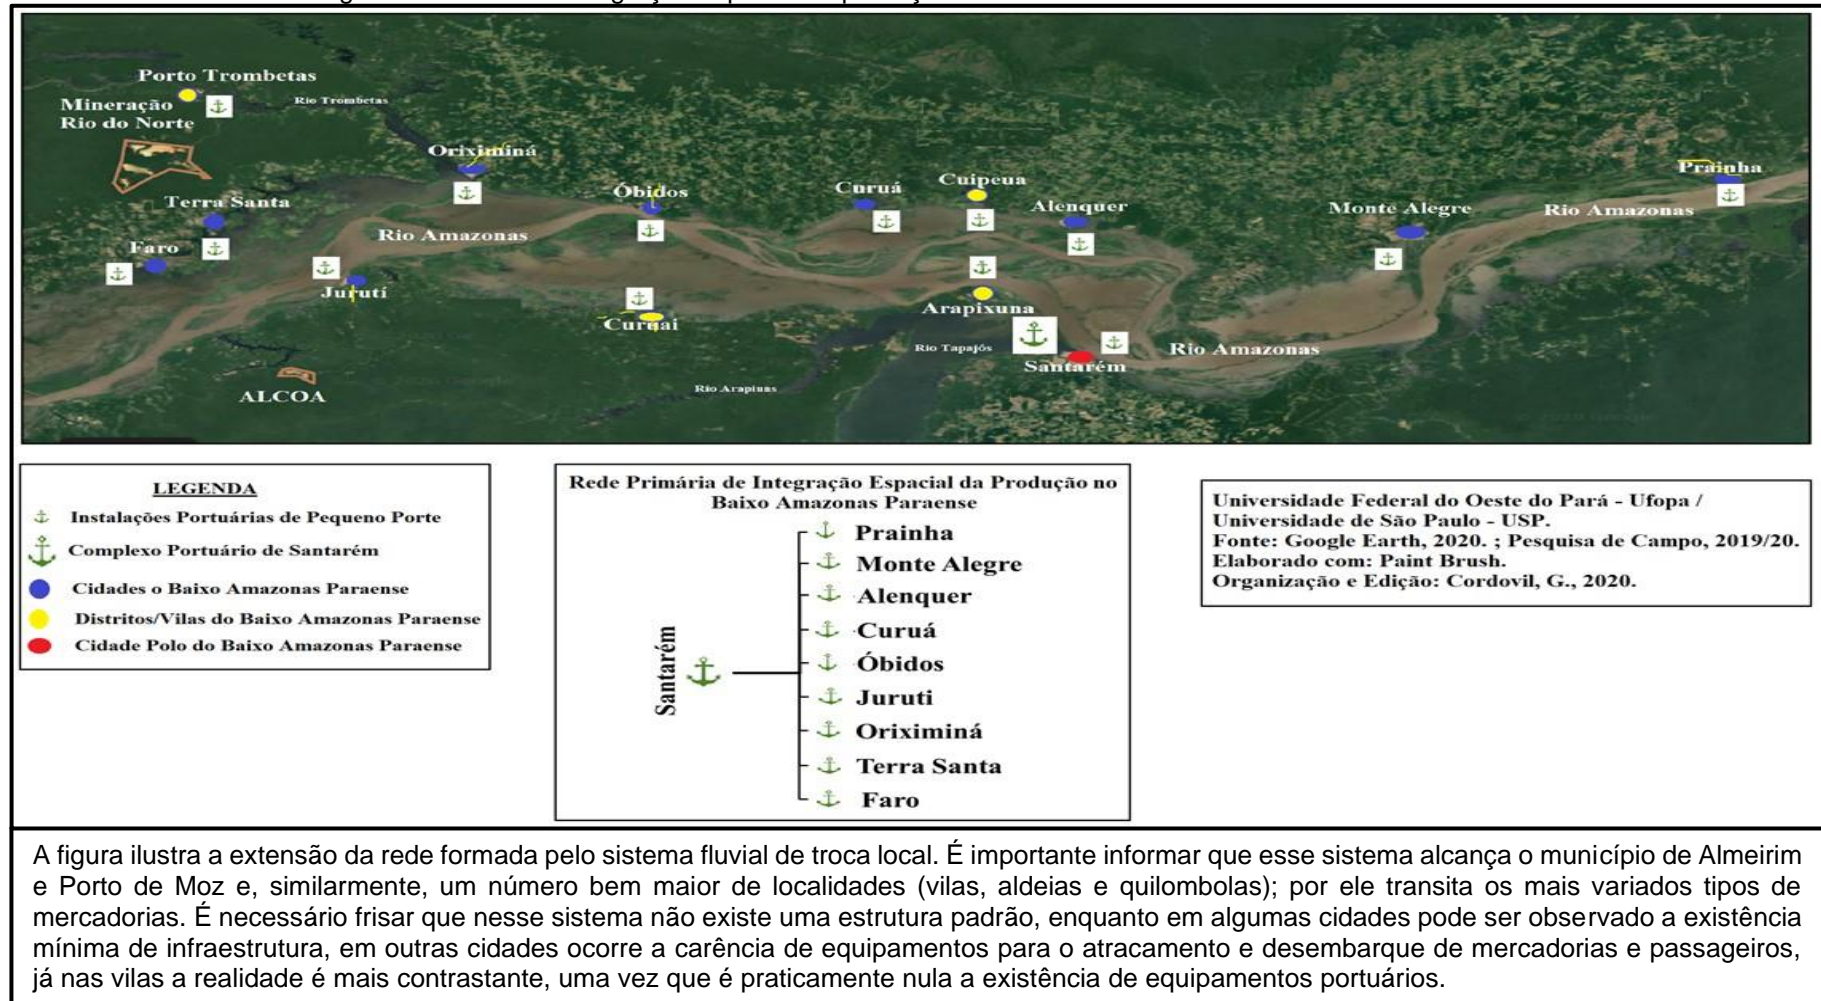 Porto Trombetas
Rio Trombetas
Mineração
Rio do Norte
Oriximiná
Terra Santa
Óbidos
Curuá
Cuipeua
Alenquer
Monte Alegre
Prainha
Rio Amazonas
Rio Amazonas
Faro
Jurutí
Curuai
Arapixuna
Rio Tapajós
Santarém
Rio Amazonas
Rio Arapiuns
ALCOA
LEGENDA
Instalações Portuárias de Pequeno Porte
Complexo Portuário de Santarém
Cidades o Baixo Amazonas Paraense
Distritos/Vilas do Baixo Amazonas Paraense
Cidade Polo do Baixo Amazonas Paraense
Rede Primária de Integração Espacial da Produção no
Baixo Amazonas Paraense
Santarém
Prainha
Monte Alegre
Alenquer
Curuá
Óbidos
Juruti
Oriximiná
Terra Santa
Faro
Universidade Federal do Oeste do Pará - Ufopa /
Universidade de São Paulo - USP.
Fonte: Google Earth, 2020. ; Pesquisa de Campo, 2019/20.
Elaborado com: Paint Brush.
Organização e Edição: Cordovil, G., 2020.
A figura ilustra a extensão da rede formada pelo sistema fluvial de troca local. É importante informar que esse sistema alcança o município de Almeirim
e Porto de Moz e, similarmente, um número bem maior de localidades (vilas, aldeias e quilombolas); por ele transita os mais variados tipos de
mercadorias. É necessário frisar que nesse sistema não existe uma estrutura padrão, enquanto em algumas cidades pode ser observado a existência
mínima de infraestrutura, em outras cidades ocorre a carência de equipamentos para o atracamento e desembarque de mercadorias e passageiros,
já nas vilas a realidade é mais contrastante, uma vez que é praticamente nula a existência de equipamentos portuários.